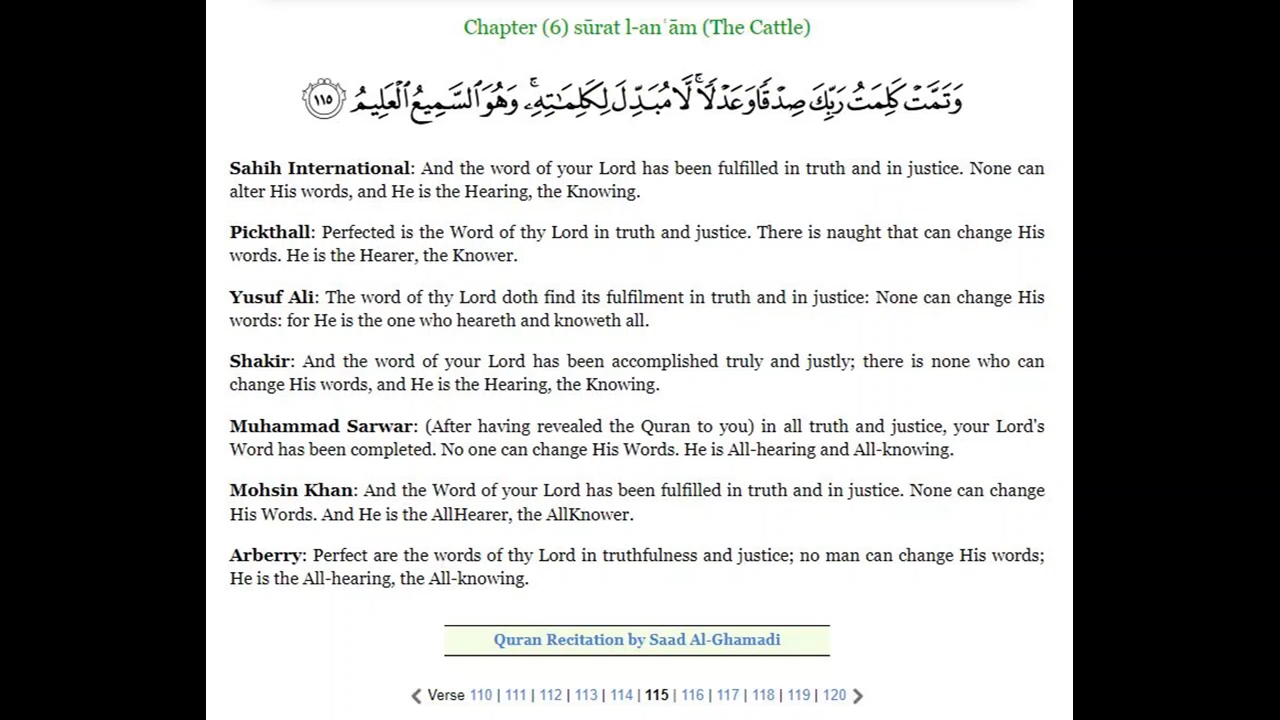 Chapter (6) sūrat l-anʿām (The Cattle)
وَتَمَّتْ كَلِمَتُ رَبِّكَ صِدْقًا وَعَدْلًا ۚ لَّا مُبَدِّلَ لِكَلِمَـٰتِهِۦ ۚ وَهُوَ ٱلسَّمِيعُ ٱلْعَلِيمُ ١١٥
Sahih International: And the word of your Lord has been fulfilled in truth and in justice. None can
alter His words, and He is the Hearing, the Knowing.
Pickthall: Perfected is the Word of thy Lord in truth and justice. There is naught that can change His
words. He is the Hearer, the Knower.
Yusuf Ali: The word of thy Lord doth find its fulfilment in truth and in justice: None can change His
words: for He is the one who heareth and knoweth all.
Shakir: And the word of your Lord has been accomplished truly and justly; there is none who can
change His words, and He is the Hearing, the Knowing.
Muhammad Sarwar: (After having revealed the Quran to you) in all truth and justice, your Lord's
Word has been completed. No one can change His Words. He is All-hearing and All-knowing.
Mohsin Khan: And the Word of your Lord has been fulfilled in truth and in justice. None can change
His Words. And He is the AllHearer, the AllKnower.
Arberry: Perfect are the words of thy Lord in truthfulness and justice; no man can change His words;
He is the All-hearing, the All-knowing.
Quran Recitation by Saad Al-Ghamadi
Verse 110 | 111 | 112 | 113 | 114 | 115 | 116 | 117 | 118 | 119 | 120